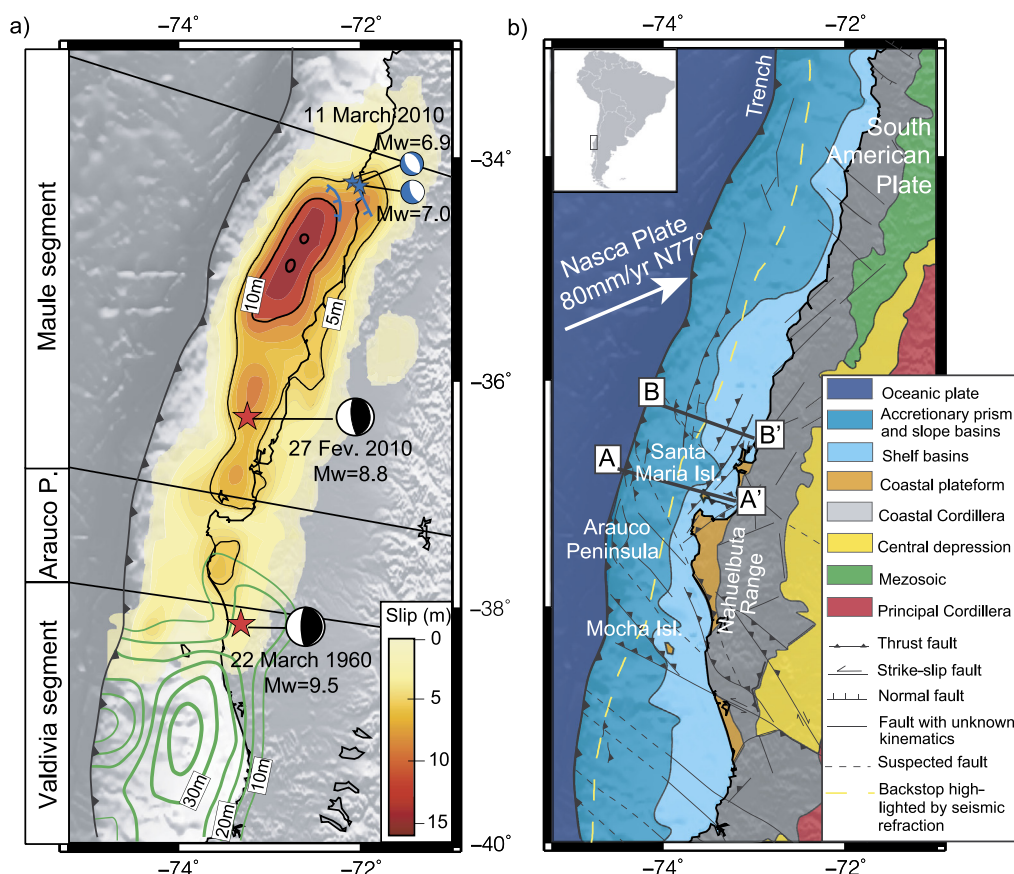 a)
−74°
−72°
Maule segment
Arauco P.
Valdivia segment
11 March 2010
Mw=6.9
Mw=7.0
−34°
10m
5m
−36°
27 Fev. 2010
Mw=8.8
−38°
22 March 1960
Mw=9.5
Slip (m)
0
5
10
15
10m
20m
30m
−40°
−74°
−72°
b)
−74°
−72°
Trench
South
American
Plate
Nasca Plate
80mm/yr N77°
B
B'
A
A'
Santa
Maria Isl.
Arauco
Peninsula
Nahuelbuta
Range
Mocha Isl.
Oceanic plate
Accretionary prism
and slope basins
Shelf basins
Coastal plateform
Coastal Cordillera
Central depression
Mezosoic
Principal Cordillera
Thrust fault
Strike-slip fault
Normal fault
Fault with unknown
kinematics
Suspected fault
Backstop high-
lighted by seismic
refraction
−74°
−72°